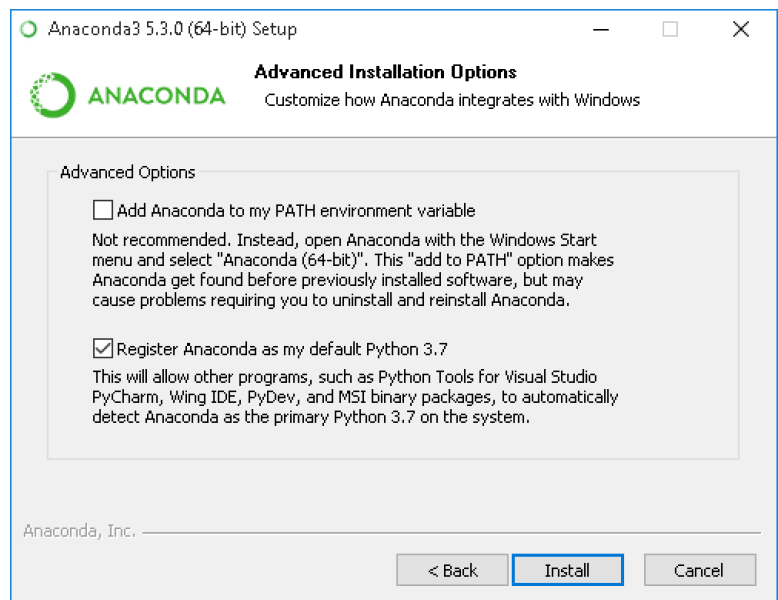 Anaconda3 5.3.0 (64-bit) Setup
ANACONDA
Advanced Installation Options
Customize how Anaconda integrates with Windows
Advanced Options
Add Anaconda to my PATH environment variable
Not recommended. Instead, open Anaconda with the Windows Start
menu and select "Anaconda (64-bit)". This "add to PATH" option makes
Anaconda get found before previously installed software, but may
cause problems requiring you to uninstall and reinstall Anaconda.
Register Anaconda as my default Python 3.7
This will allow other programs, such as Python Tools for Visual Studio
PyCharm, Wing IDE, PyDev, and MSI binary packages, to automatically
detect Anaconda as the primary Python 3.7 on the system.
Anaconda, Inc.
< Back Install Cancel